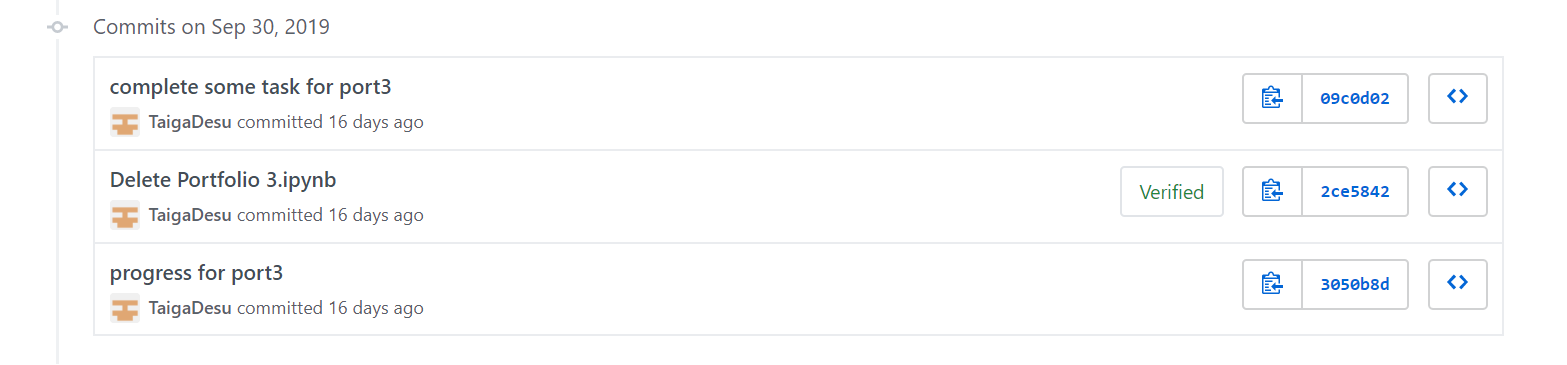 Commits on Sep 30, 2019
complete some task for port3
TaigaDesu committed 16 days ago
09c0d02
Delete Portfolio 3.ipynb
TaigaDesu committed 16 days ago
Verified
2ce5842
progress for port3
TaigaDesu committed 16 days ago
3050b8d